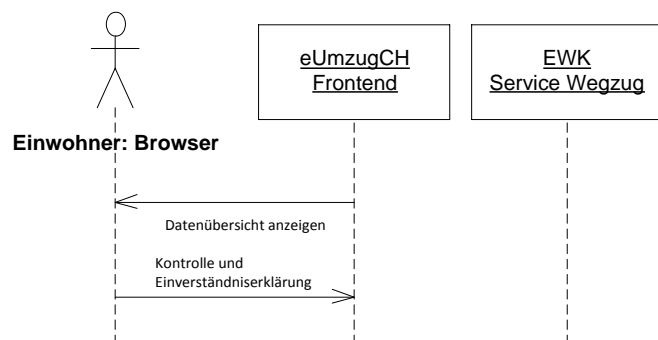 eUmzugCH
Frontend
EWK
Service Wegzug
Einwohner: Browser
Datenübersicht anzeigen
Kontrolle und
Einverständniserklärung